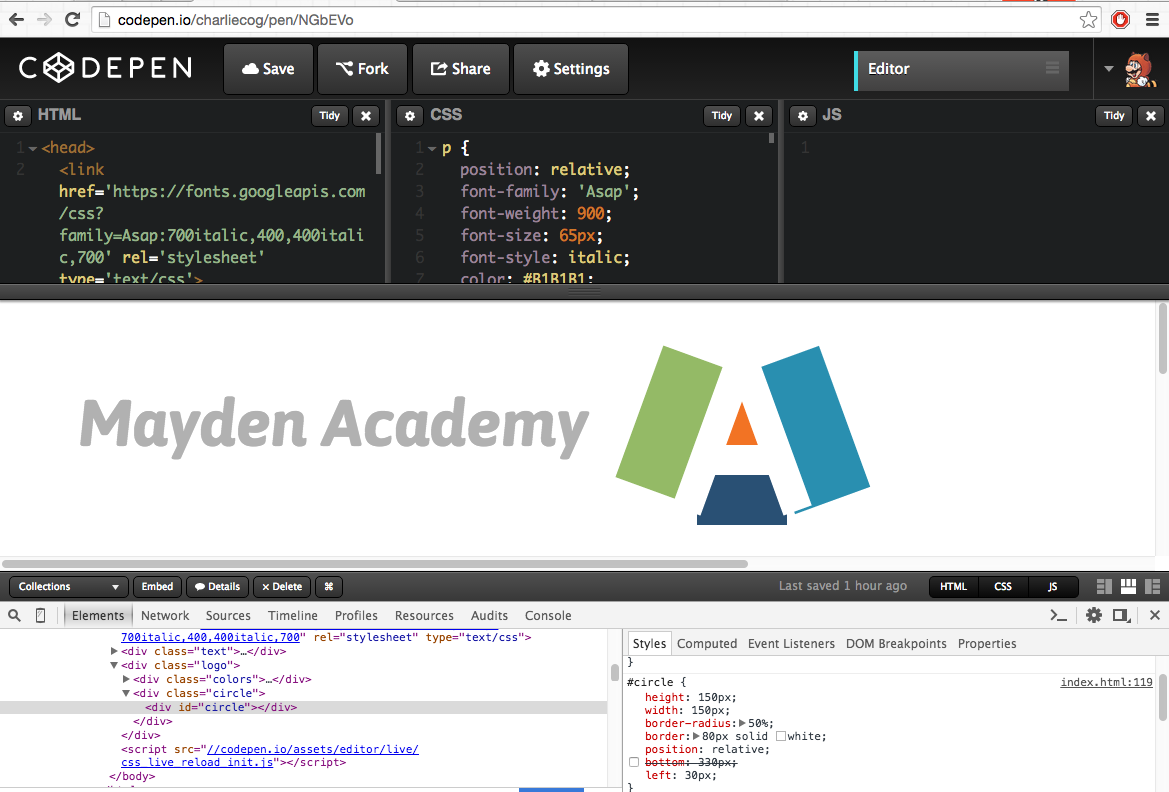 codepen.io/charliecog/pen/NGbEVo
CODEPEN Save Fork Share Settings Editor
HTML Tidy
CSS Tidy
JS Tidy
1 <head>
2 <link
href='https://fonts.googleapis.com
/css?
family=Asap:700italic,400,400itali
c,700' rel='stylesheet'
type='text/css'>
1 p {
2 position: relative;
3 font-family: 'Asap';
4 font-weight: 900;
5 font-size: 65px;
6 font-style: italic;
7 color: #B1B1B1;
1
Mayden Academy
Collections Embed Details × Delete ⌘ Last saved 1 hour ago HTML CSS JS
Elements Network Sources Timeline Profiles Resources Audits Console
700italic,400,400italic,700" rel="stylesheet" type="text/css">
<div class="text">…</div>
<div class="logo">
<div class="colors">…</div>
<div class="circle">
<div id="circle"></div>
</div>
</div>
<script src="//codepen.io/assets/editor/live/
css_live_reload_init.js"></script>
</body>
Styles Computed Event Listeners DOM Breakpoints Properties
}
#circle { index.html:119
height: 150px;
width: 150px;
border-radius: 50%;
border: 80px solid white;
position: relative;
bottom: 330px;
left: 30px;
}